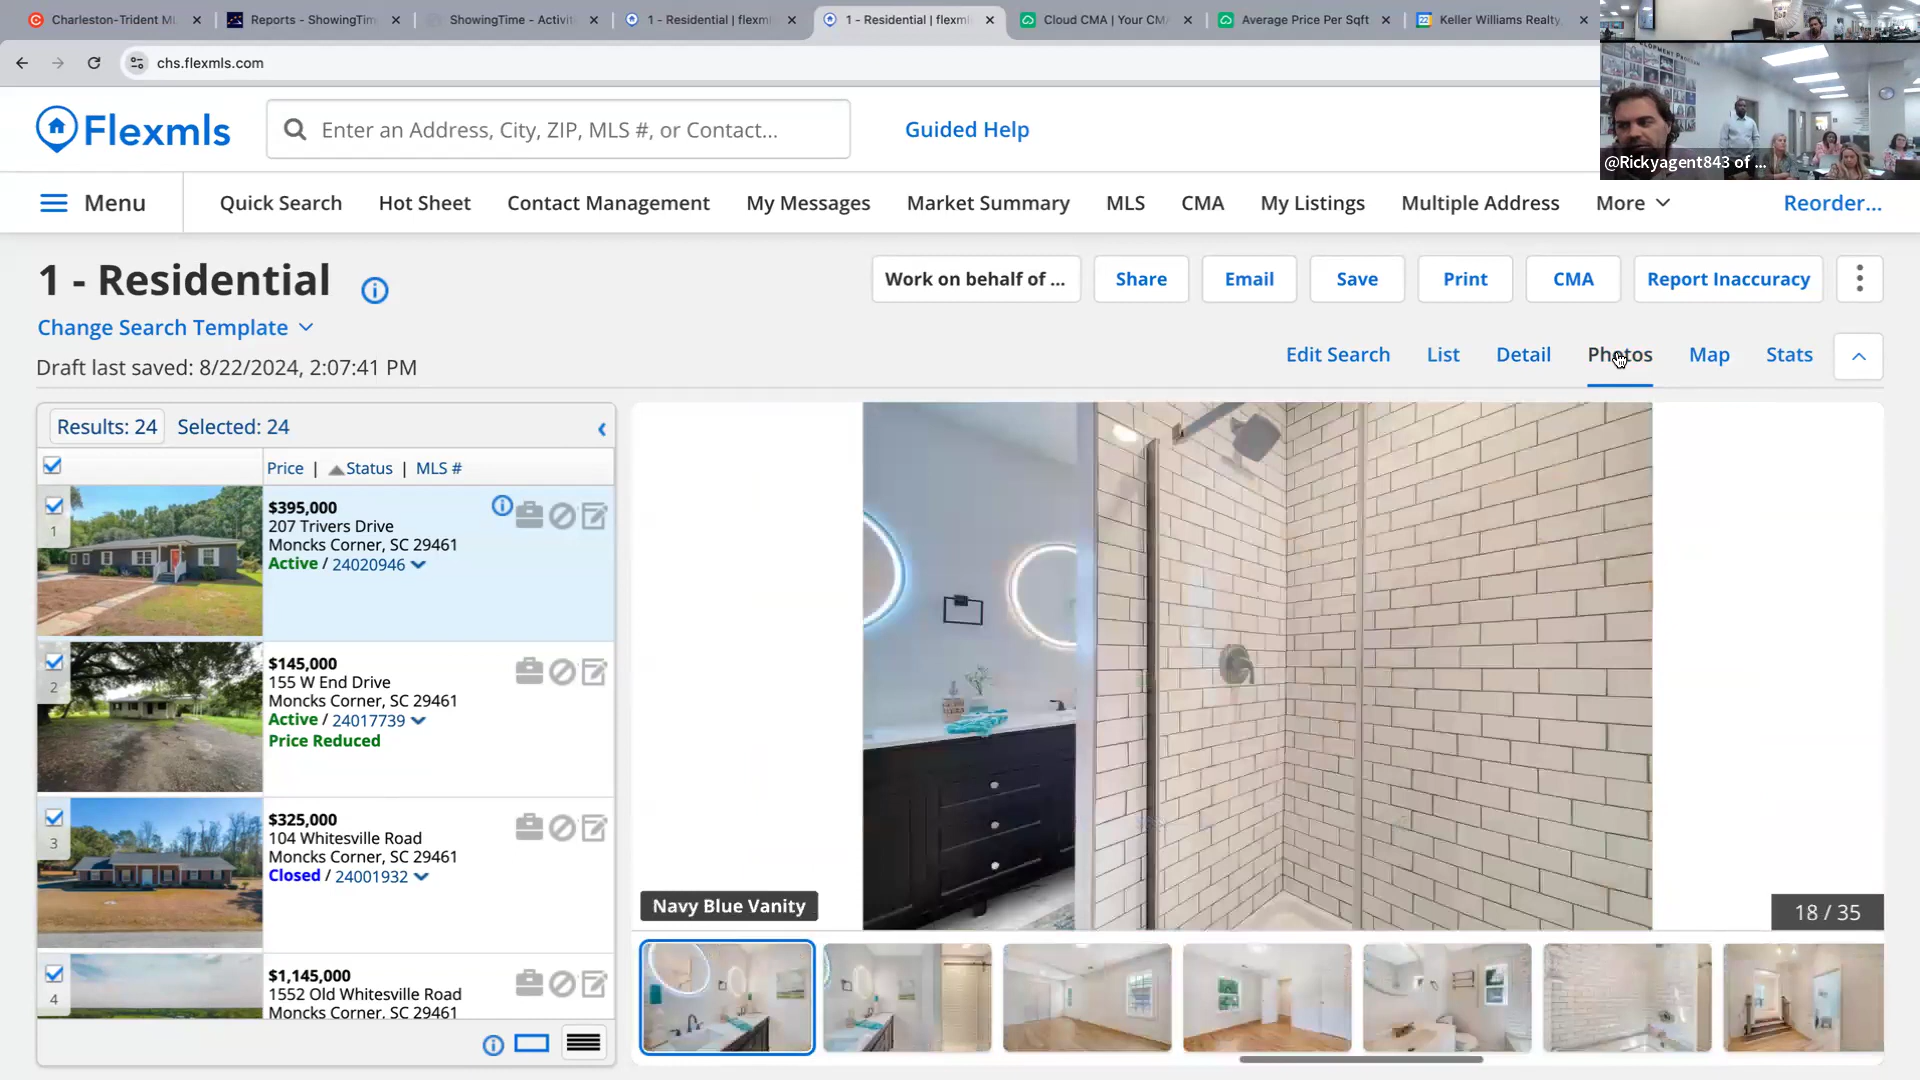 Charleston-Trident ML
Reports - ShowingTim
ShowingTime - Activit
1 - Residential | flexml
1 - Residential | flexml
Cloud CMA | Your CM
Average Price Per Sqft
Keller Williams Realty,
chs.flexmls.com
Flexmls
Enter an Address, City, ZIP, MLS #, or Contact...
Guided Help
@Rickyagent843 of ...
Menu
Quick Search
Hot Sheet
Contact Management
My Messages
Market Summary
MLS
CMA
My Listings
Multiple Address
More
Reorder...
1 - Residential
Work on behalf of ...
Share
Email
Save
Print
CMA
Report Inaccuracy
Change Search Template
Draft last saved: 8/22/2024, 2:07:41 PM
Edit Search
List
Detail
Photos
Map
Stats
Results: 24
Selected: 24
Price | Status | MLS #
1
$395,000
207 Trivers Drive
Moncks Corner, SC 29461
Active / 24020946
2
$145,000
155 W End Drive
Moncks Corner, SC 29461
Active / 24017739
Price Reduced
3
$325,000
104 Whitesville Road
Moncks Corner, SC 29461
Closed / 24001932
4
$1,145,000
1552 Old Whitesville Road
Moncks Corner, SC 29461
Navy Blue Vanity
18 / 35